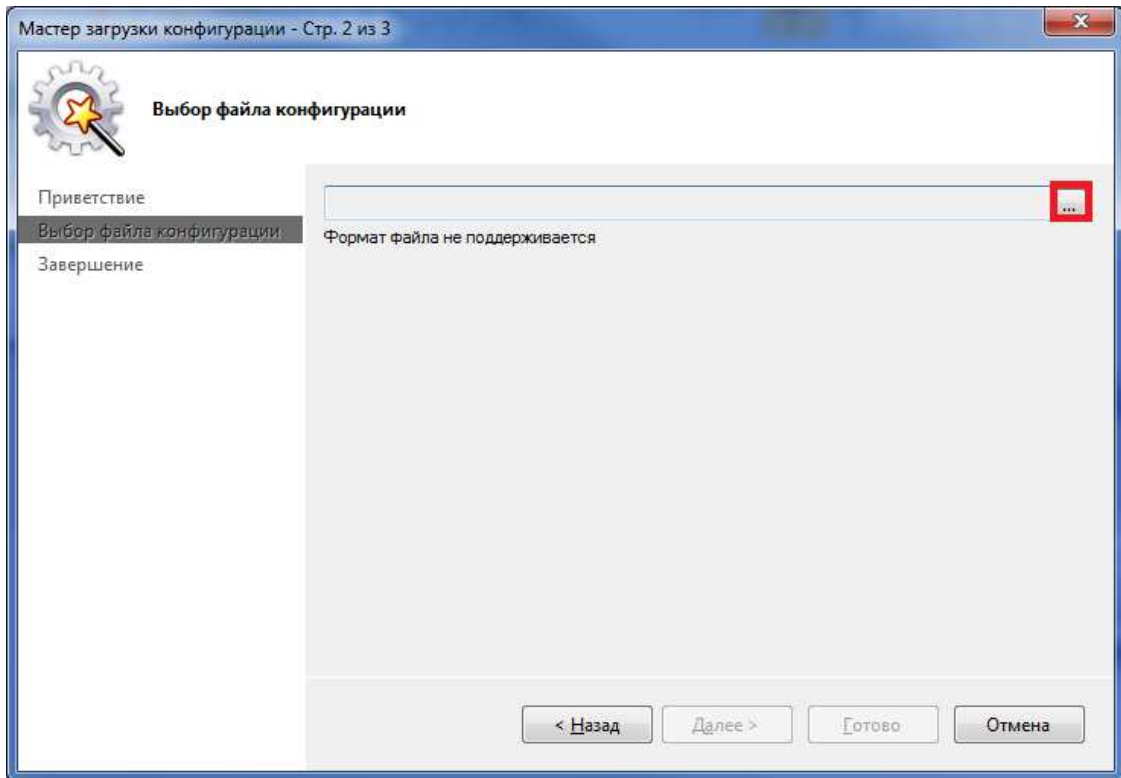 Мастер загрузки конфигурации - Стр. 2 из 3
Выбор файла конфигурации
Приветствие
Выбор файла конфигурации
Завершение
...
Формат файла не поддерживается
< Назад
Далее >
Готово
Отмена